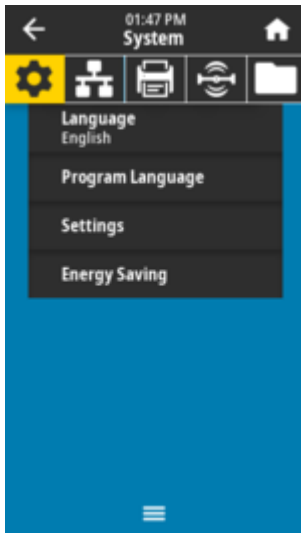 01:47 PM
System
Language
English
Program Language
Settings
Energy Saving